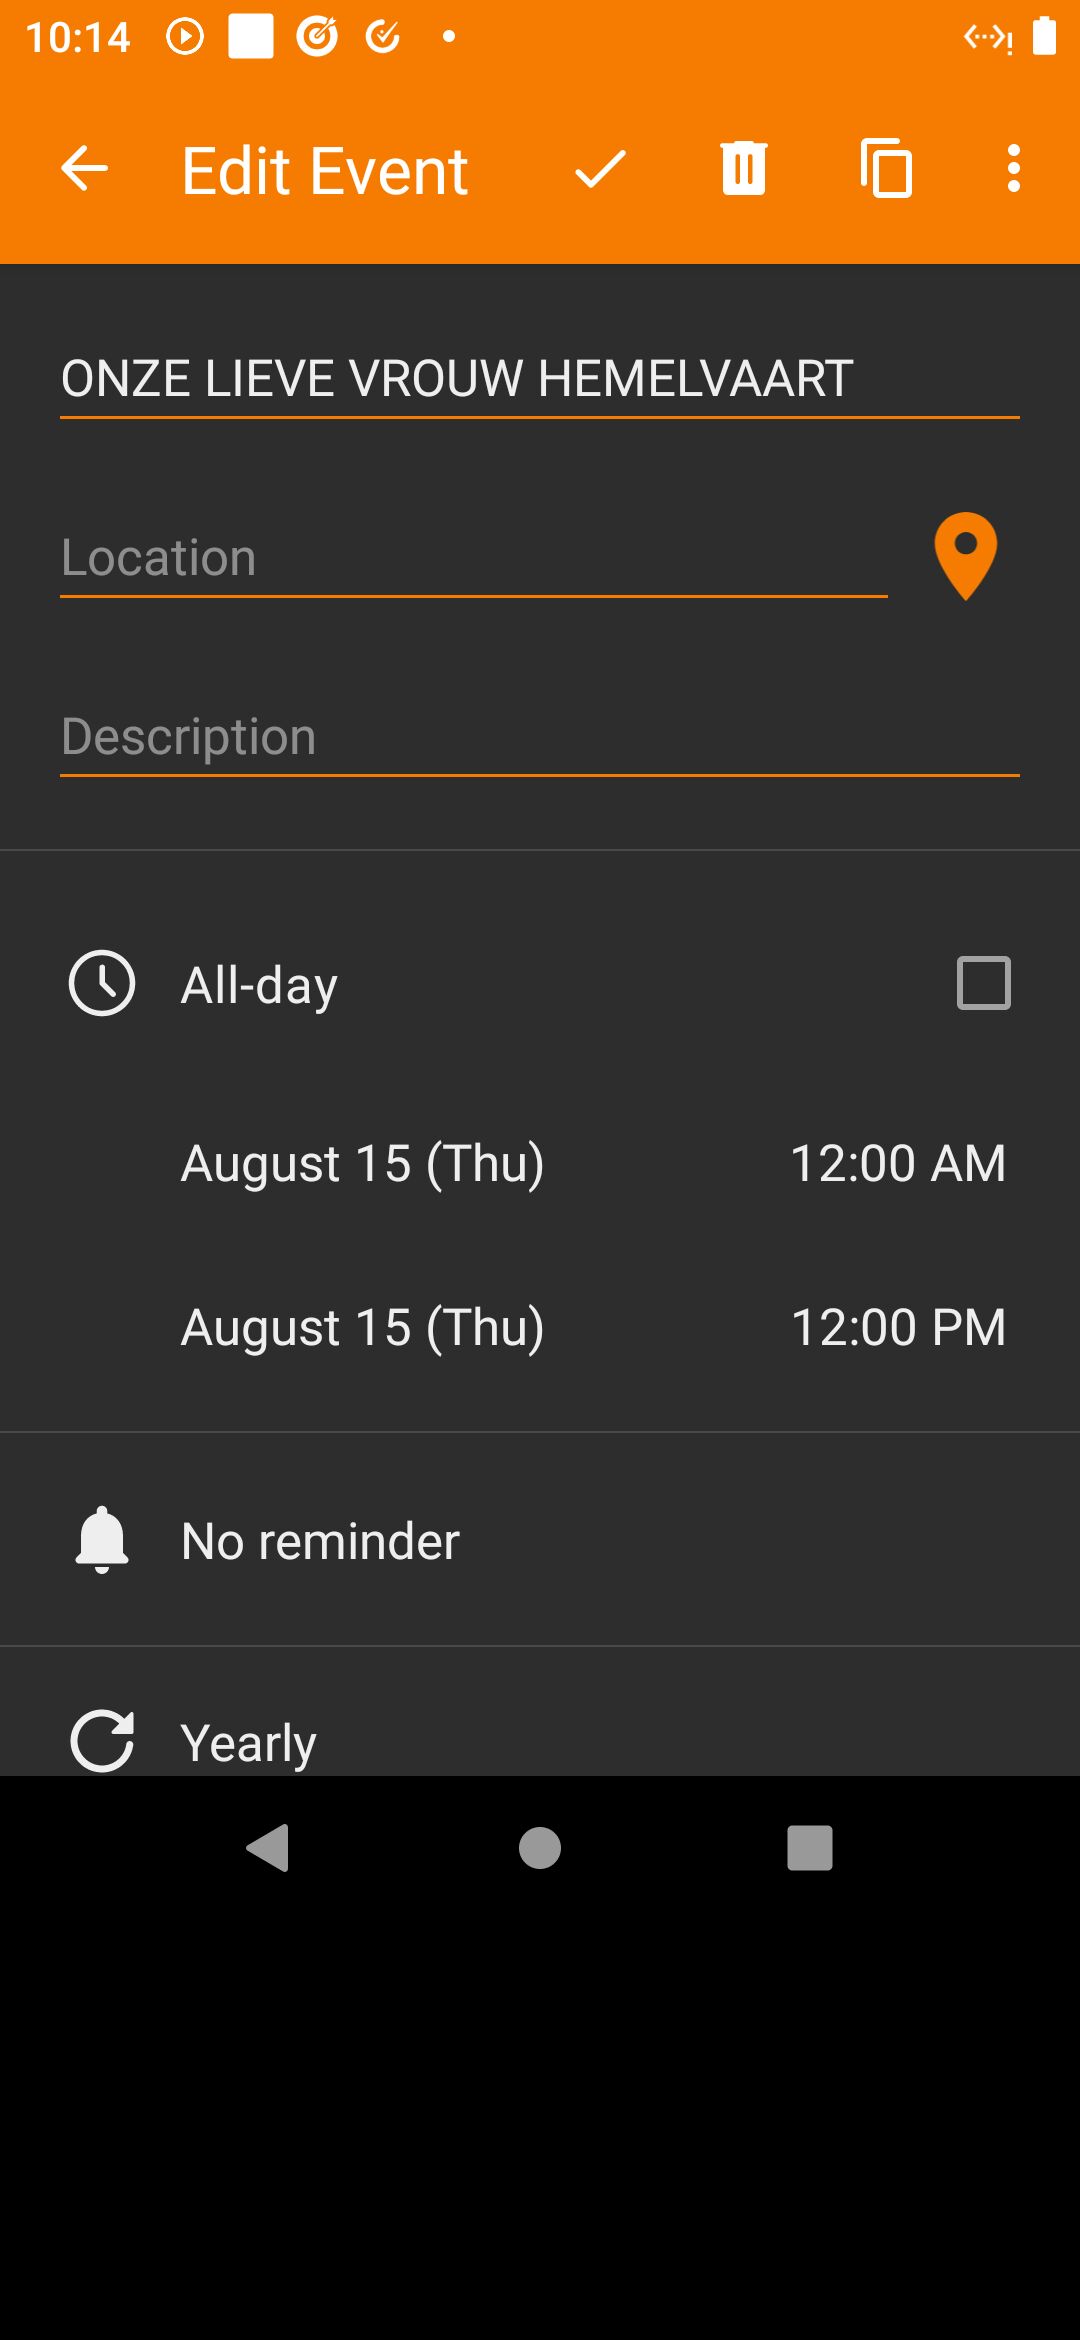 10:14
Edit Event
ONZE LIEVE VROUW HEMELVAART
Location
Description
All-day
August 15 (Thu) 12:00 AM
August 15 (Thu) 12:00 PM
No reminder
Yearly